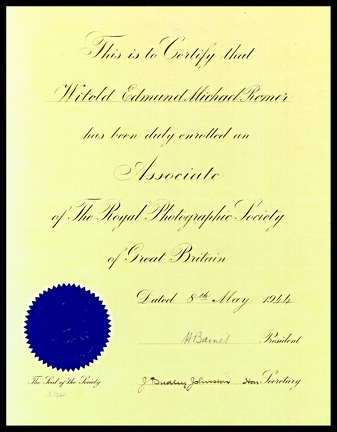 This is to Certify that
Witold Edmund Michael Romer
has been duly enrolled an
Associate
of The Royal Photographic Society
of Great Britain
Dated 8th May 1944
President
The Seal of the Society
J Dudley Johnston Hon. Secretary